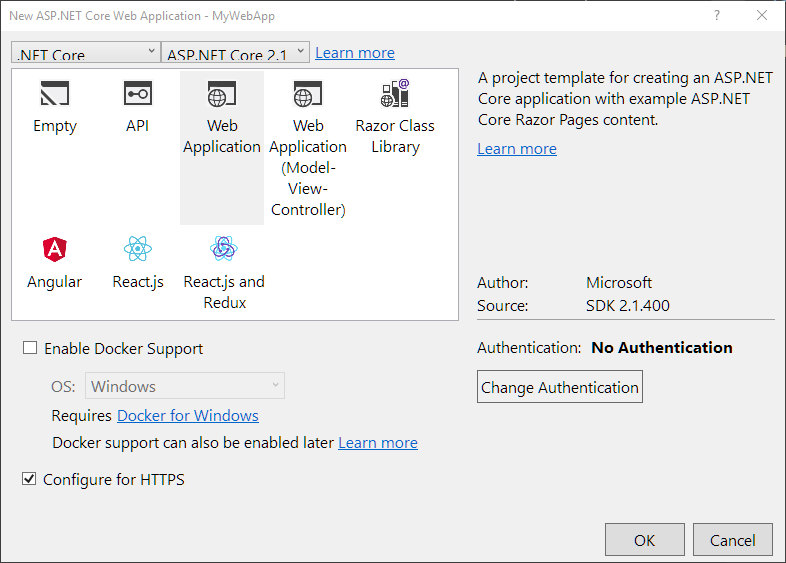 New ASP.NET Core Web Application - MyWebApp
.NET Core
ASP.NET Core 2.1
Learn more
Empty
API
Web
Application
Web
Application
(Model-
View-
Controller)
Razor Class
Library
Angular
React.js
React.js and
Redux
A project template for creating an ASP.NET
Core application with example ASP.NET
Core Razor Pages content.
Learn more
Author: Microsoft
Source: SDK 2.1.400
Enable Docker Support
OS: Windows
Requires Docker for Windows
Docker support can also be enabled later Learn more
Configure for HTTPS
Authentication: No Authentication
Change Authentication
OK
Cancel